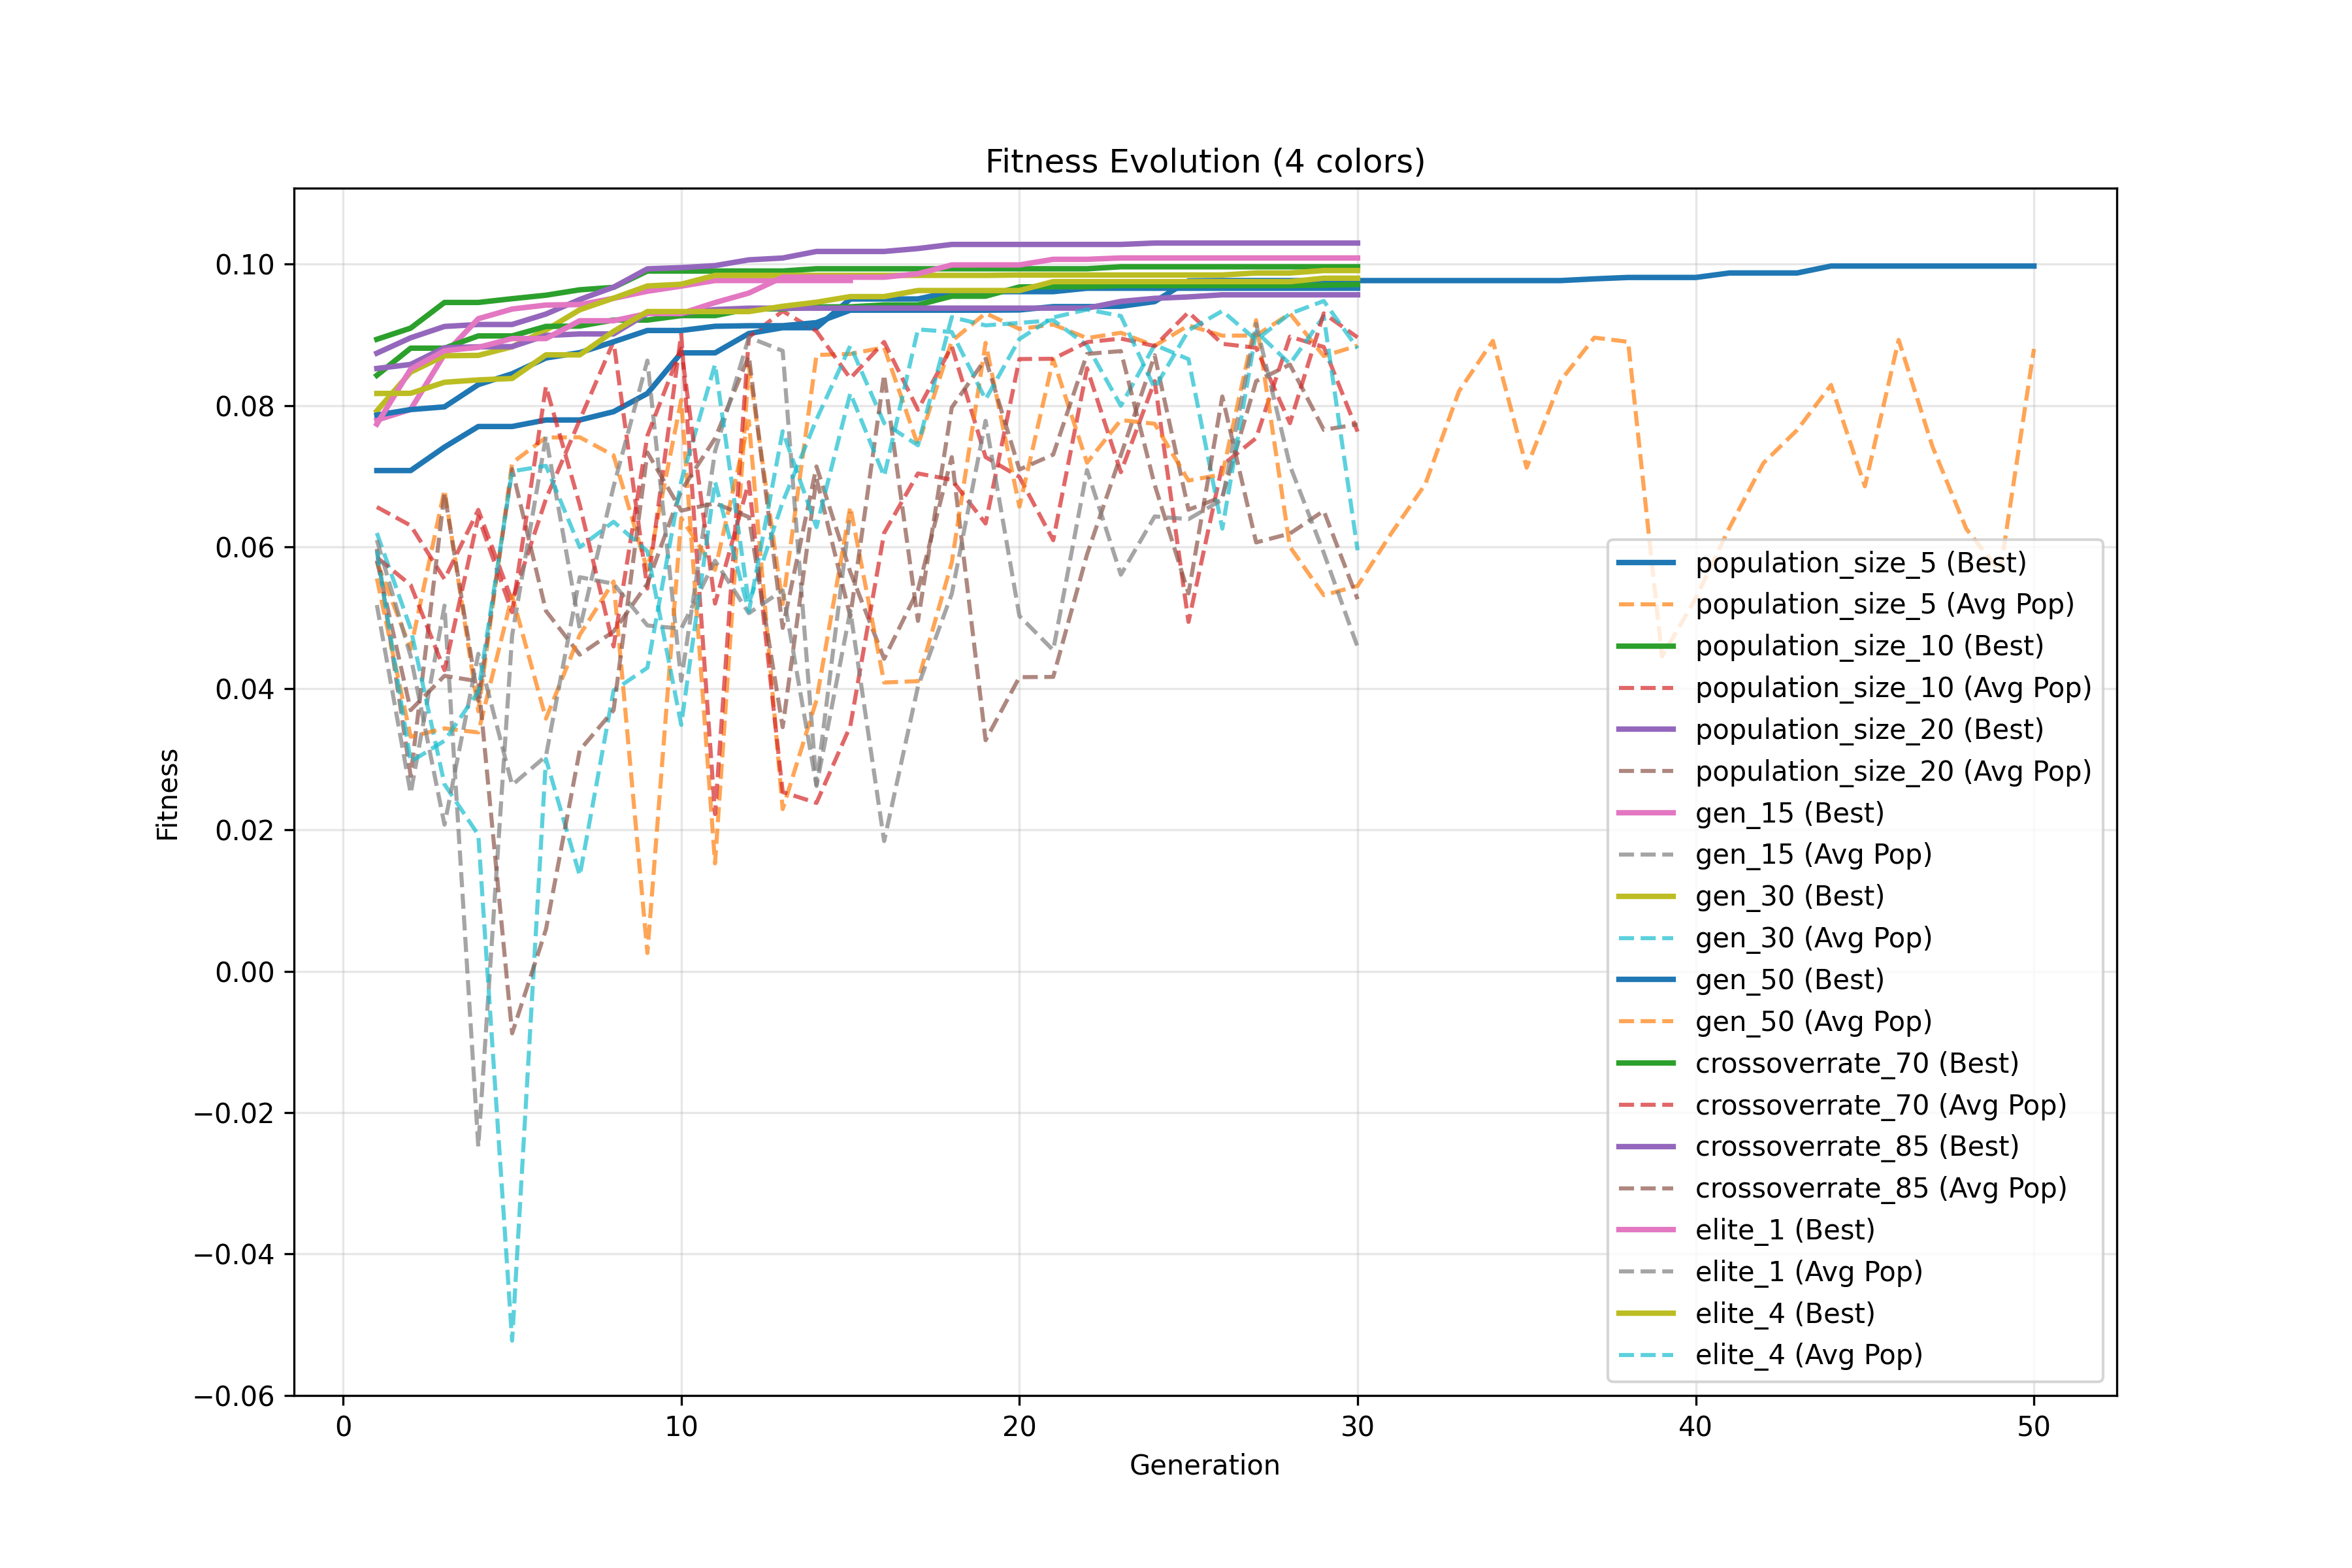 Fitness Evolution (4 colors)
Fitness
0.10
0.08
0.06
0.04
0.02
0.00
−0.02
−0.04
−0.06
0
10
20
30
40
50
Generation
population_size_5 (Best)
population_size_5 (Avg Pop)
population_size_10 (Best)
population_size_10 (Avg Pop)
population_size_20 (Best)
population_size_20 (Avg Pop)
gen_15 (Best)
gen_15 (Avg Pop)
gen_30 (Best)
gen_30 (Avg Pop)
gen_50 (Best)
gen_50 (Avg Pop)
crossoverrate_70 (Best)
crossoverrate_70 (Avg Pop)
crossoverrate_85 (Best)
crossoverrate_85 (Avg Pop)
elite_1 (Best)
elite_1 (Avg Pop)
elite_4 (Best)
elite_4 (Avg Pop)